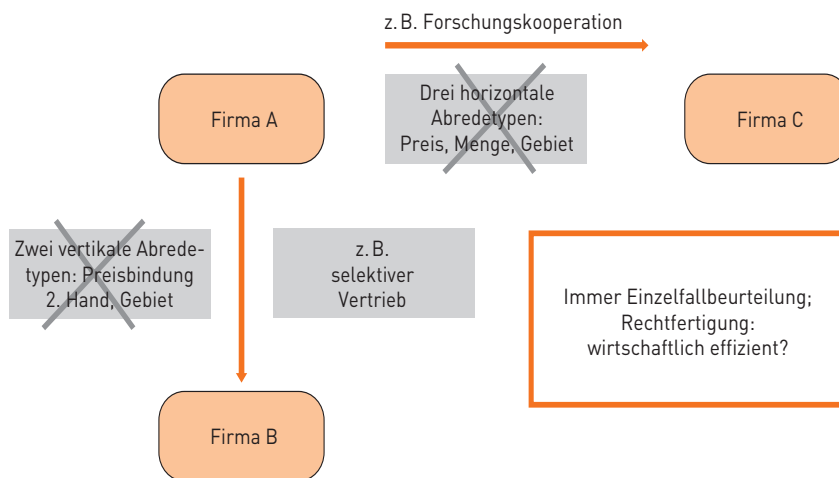 z. B. Forschungskooperation
Firma A
Drei horizontale
Abredetypen:
Preis, Menge, Gebiet
Firma C
Zwei vertikale Abrede-
typen: Preisbindung
2. Hand, Gebiet
z. B.
selektiver
Vertrieb
Immer Einzelfallbeurteilung;
Rechtfertigung:
wirtschaftlich effizient?
Firma B